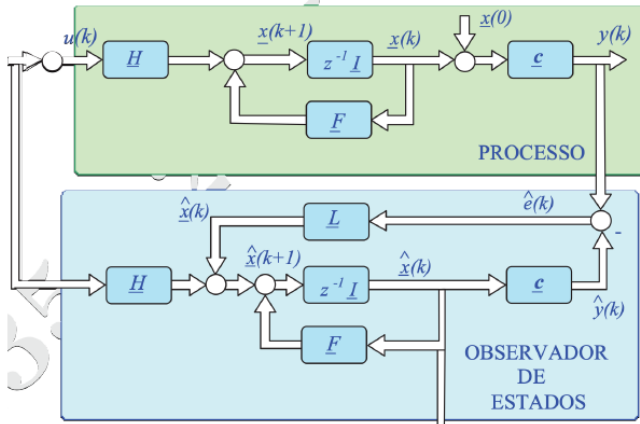 u(k)
H
x(k+1)
z⁻¹ I
x(k)
x(0)
c
y(k)
F
PROCESSO
x̂(k)
L
ê(k)
-
H
x̂(k+1)
z⁻¹ I
x̂(k)
c
ŷ(k)
F
OBSERVADOR
DE
ESTADOS